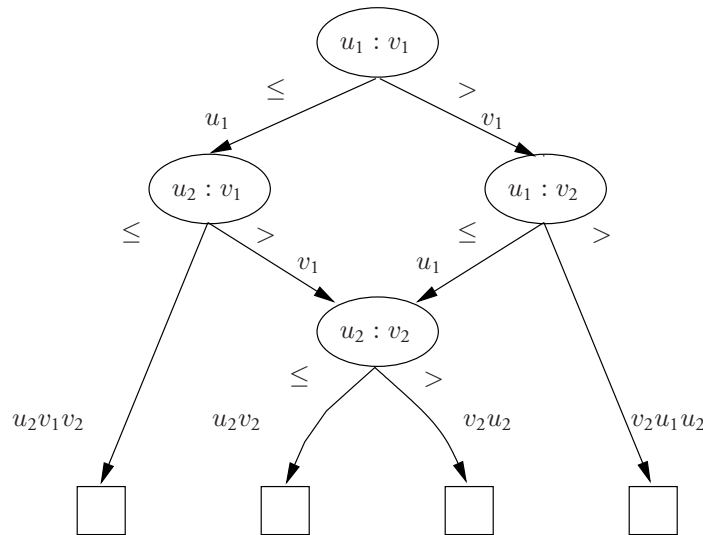 u₁ : v₁
≤ >
u₁ v₁
u₂ : v₁ u₁ : v₂
≤ > ≤ >
v₁ u₁
u₂ : v₂
≤ >
u₂v₁v₂ u₂v₂ v₂u₂ v₂u₁u₂